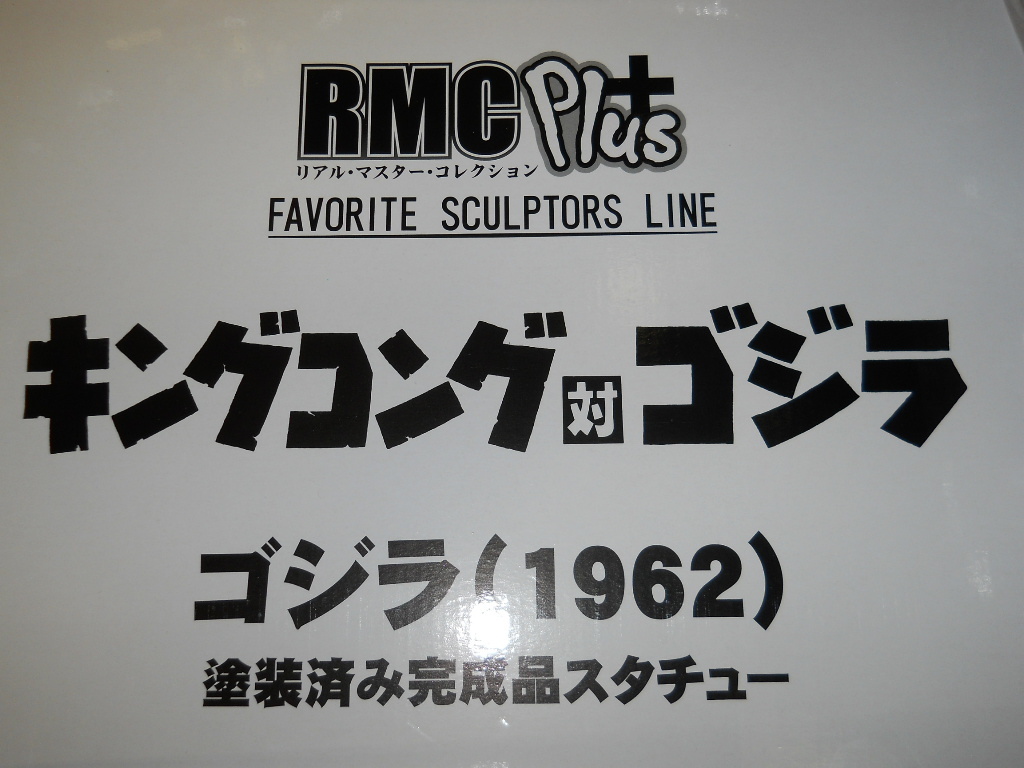 RMC Plus
リアル・マスター・コレクション
FAVORITE SCULPTORS LINE
キングコング対ゴジラ
ゴジラ(1962)
塗装済み完成品スタチュー